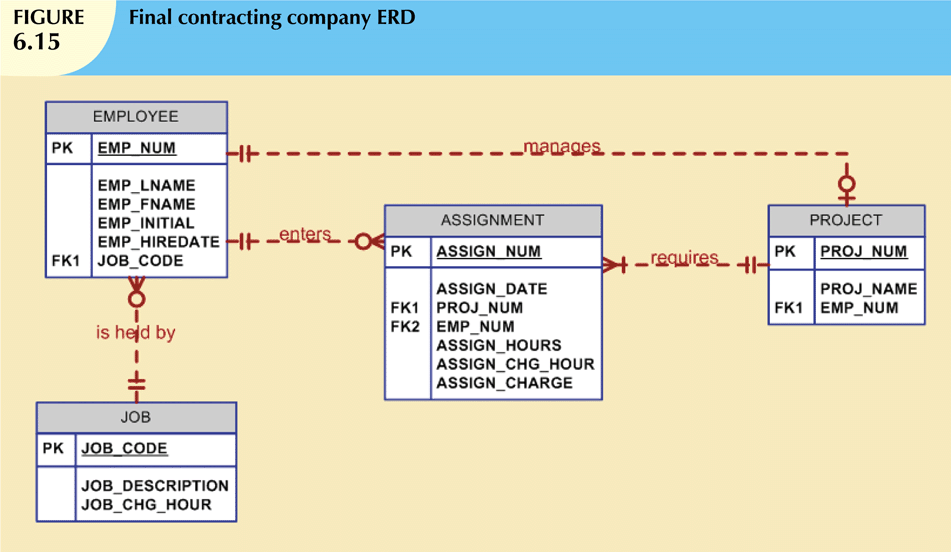 FIGURE 6.15
Final contracting company ERD
EMPLOYEE
PK EMP_NUM
EMP_LNAME
EMP_FNAME
EMP_INITIAL
EMP_HIREDATE
FK1 JOB_CODE
manages
enters
ASSIGNMENT
PK ASSIGN_NUM
ASSIGN_DATE
FK1 PROJ_NUM
FK2 EMP_NUM
ASSIGN_HOURS
ASSIGN_CHG_HOUR
ASSIGN_CHARGE
requires
PROJECT
PK PROJ_NUM
PROJ_NAME
FK1 EMP_NUM
is held by
JOB
PK JOB_CODE
JOB_DESCRIPTION
JOB_CHG_HOUR